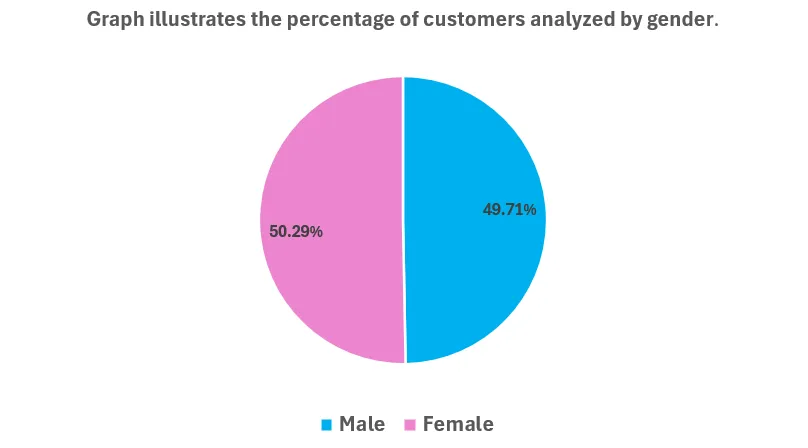 Graph illustrates the percentage of customers analyzed by gender.
49.71%
50.29%
Male Female